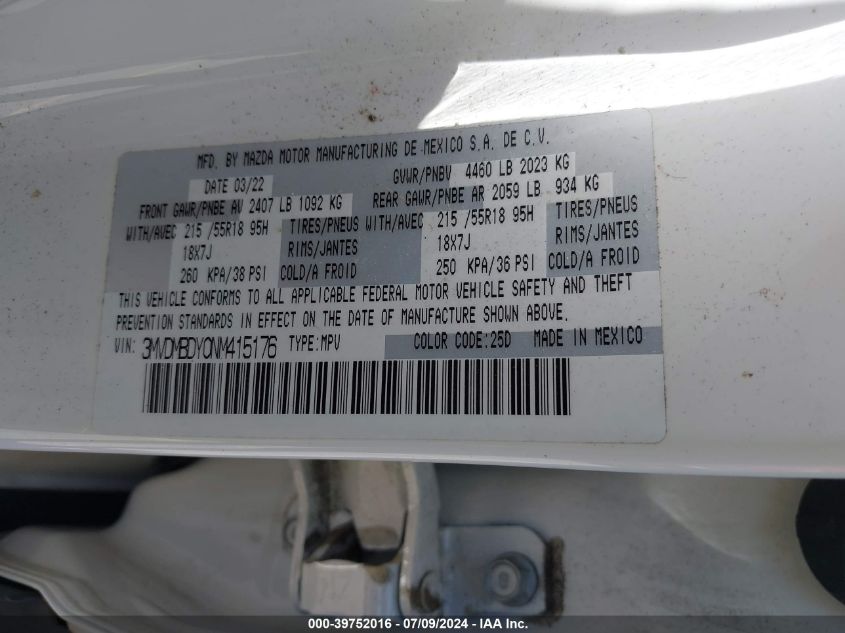 MFD. BY MAZDA MOTOR MANUFACTURING DE MEXICO S.A. DE C.V.
DATE 03/22 GVWR/PNBV 4460 LB 2023 KG
FRONT GAWR/PNBE AV 2407 LB 1092 KG REAR GAWR/PNBE AR 2059 LB 934 KG
WITH/AVEC 215 /55R18 95H TIRES/PNEUS WITH/AVEC 215 /55R18 95H TIRES/PNEUS
18X7J RIMS/JANTES 18X7J RIMS/JANTES
260 KPA/38 PSI COLD/A FROID 250 KPA/36 PSI COLD/A FROID
THIS VEHICLE CONFORMS TO ALL APPLICABLE FEDERAL MOTOR VEHICLE SAFETY AND THEFT
PREVENTION STANDARDS IN EFFECT ON THE DATE OF MANUFACTURE SHOWN ABOVE.
VIN: 3MVDMBDY0NM415176 TYPE:MPV COLOR CODE:25D MADE IN MEXICO
000-39752016 - 07/09/2024 - IAA Inc.